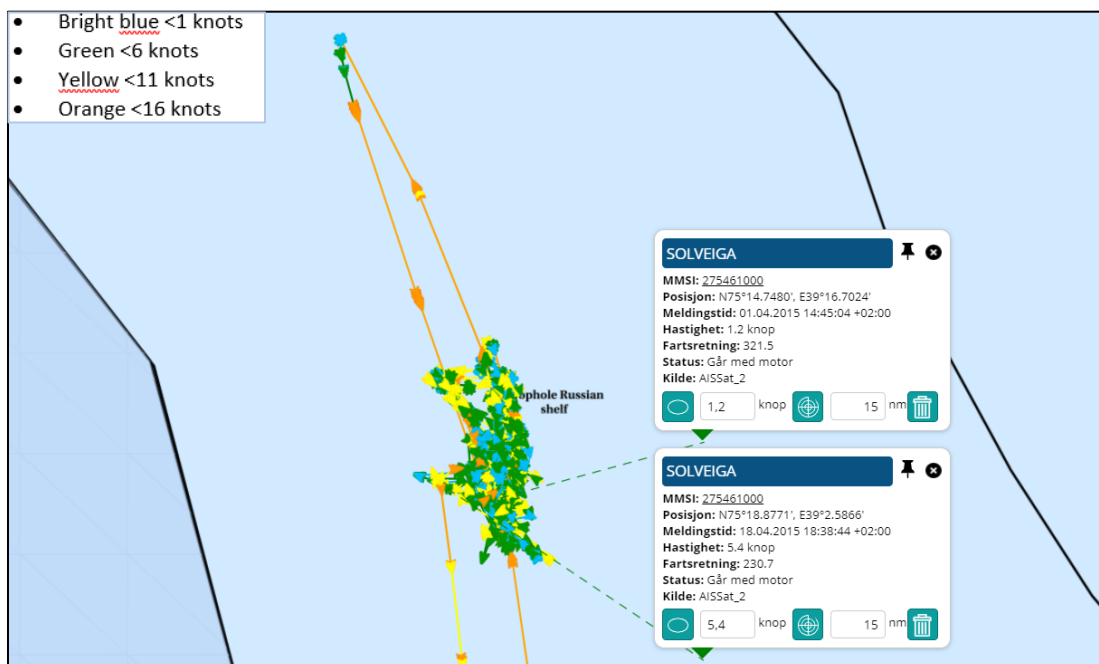 Bright blue <1 knots
Green <6 knots
Yellow <11 knots
Orange <16 knots
ophole Russian
shelf
SOLVEIGA
MMSI: 275461000
Posisjon: N75°14.7480', E39°16.7024'
Meldingstid: 01.04.2015 14:45:04 +02:00
Hastighet: 1.2 knop
Fartsretning: 321.5
Status: Går med motor
Kilde: AISSat_2
1,2 knop 15 nm
SOLVEIGA
MMSI: 275461000
Posisjon: N75°18.8771', E39°2.5866'
Meldingstid: 18.04.2015 18:38:44 +02:00
Hastighet: 5.4 knop
Fartsretning: 230.7
Status: Går med motor
Kilde: AISSat_2
5,4 knop 15 nm